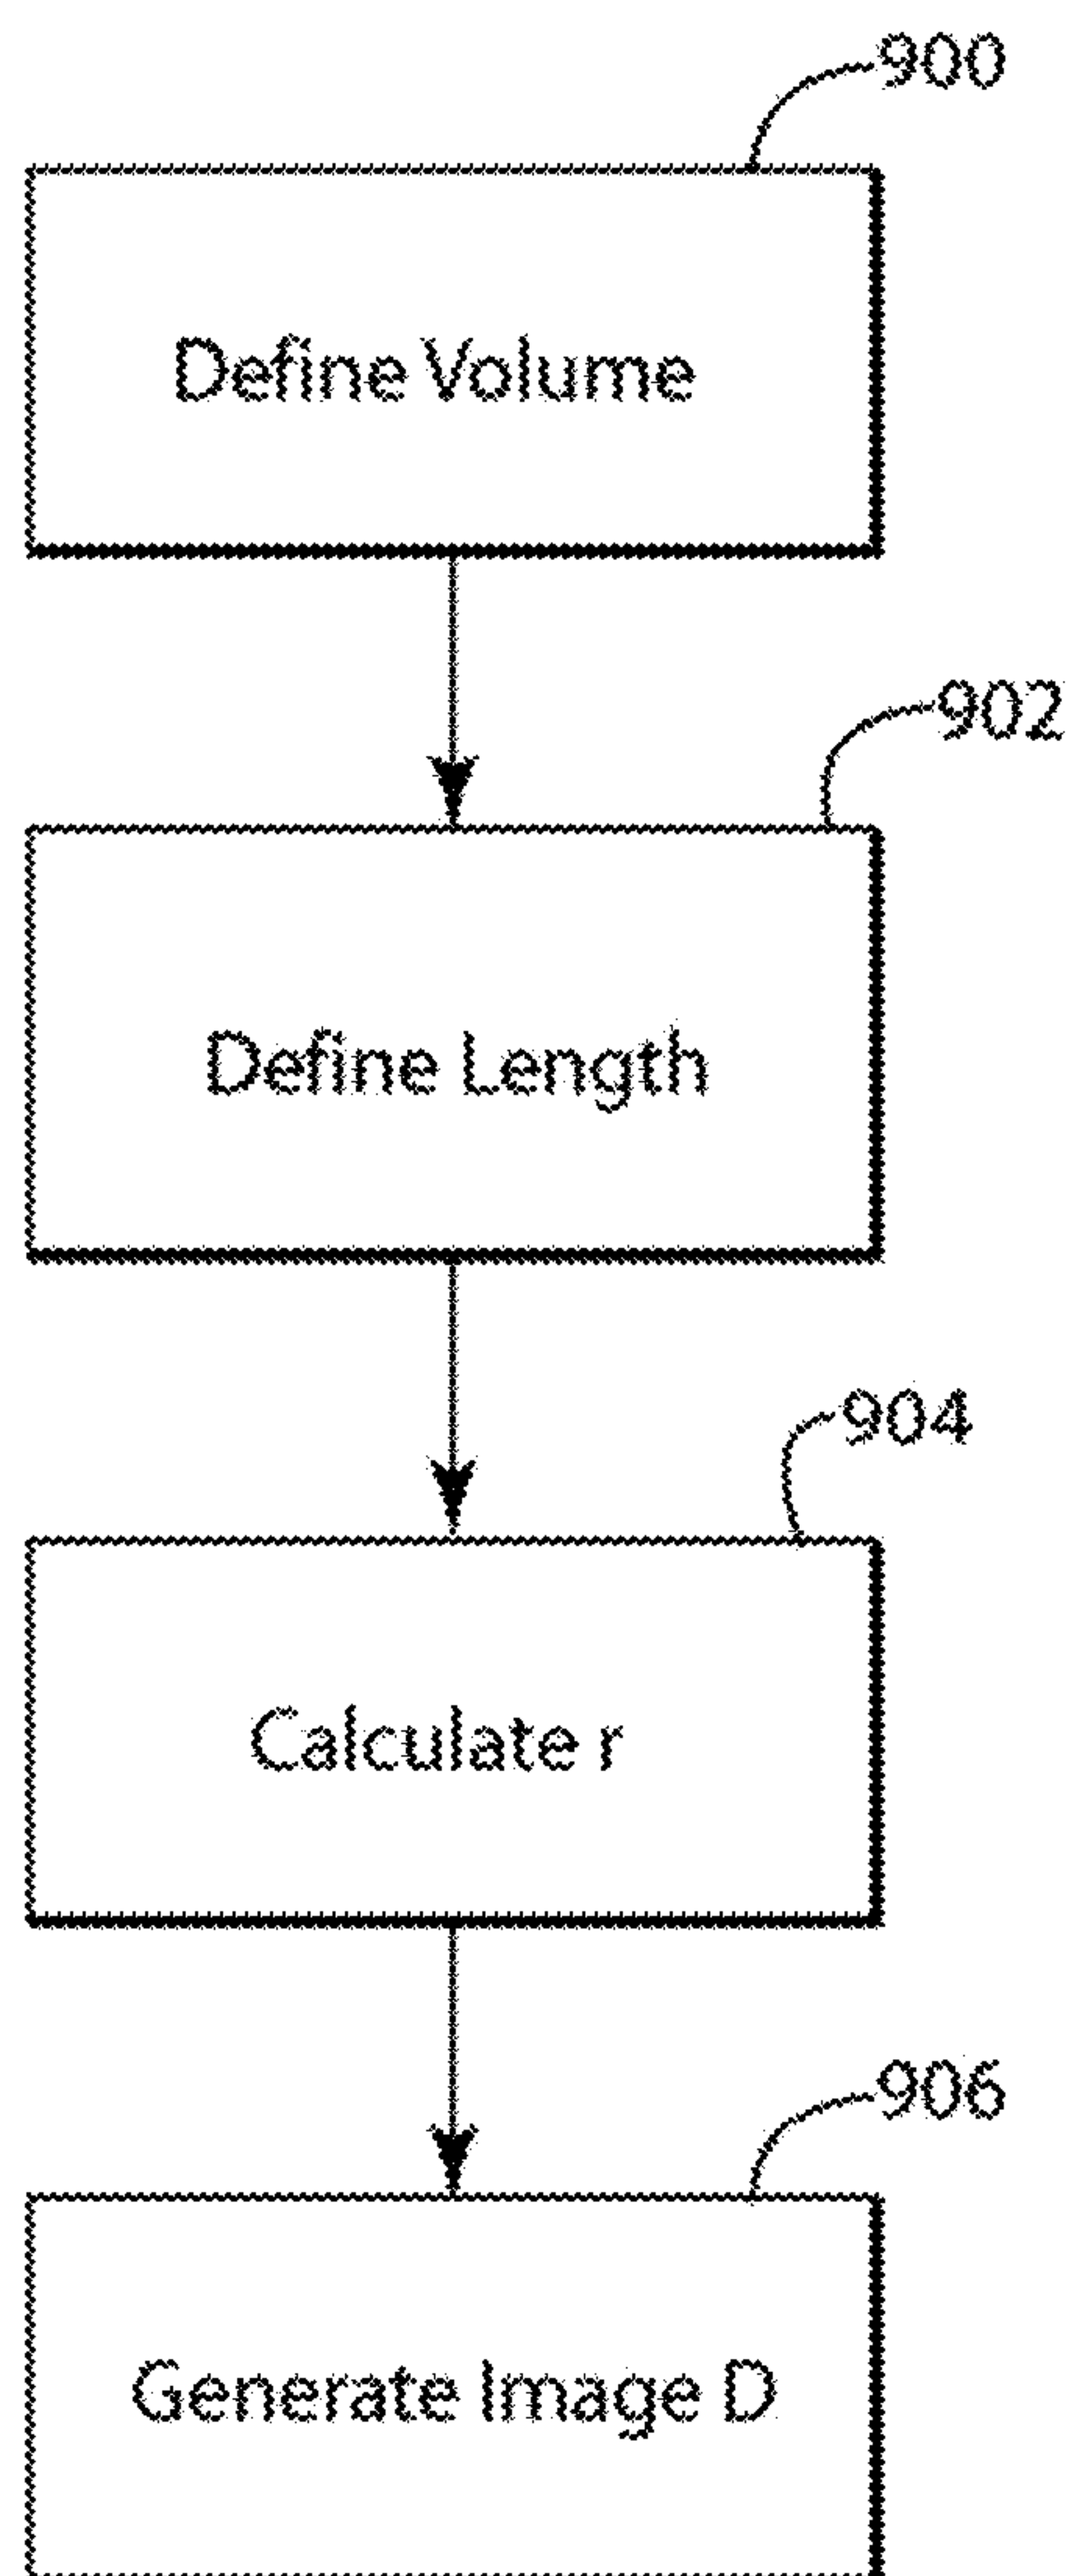 900
Define Volume
902
Define Length
904
Calculate r
906
Generate Image D